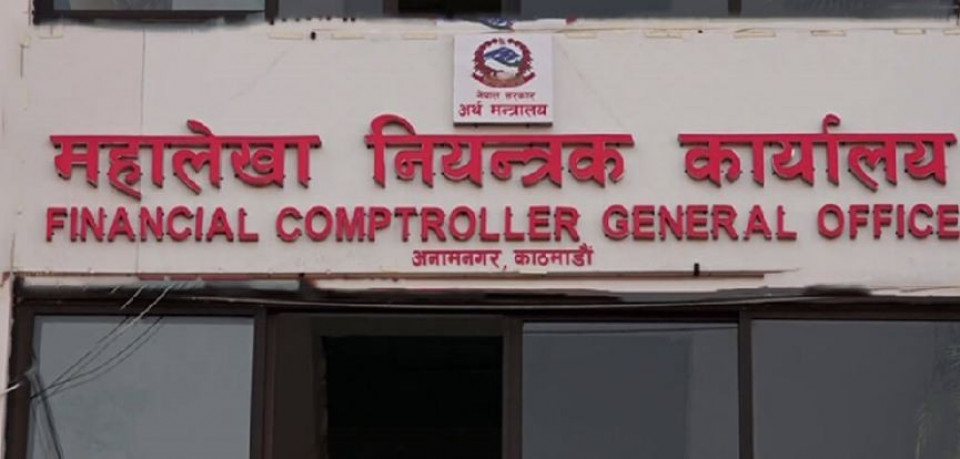 नेपाल सरकार
अर्थ मन्त्रालय
महालेखा नियन्त्रक कार्यालय
FINANCIAL COMPTROLLER GENERAL OFFICE
अनामनगर, काठमाडौं